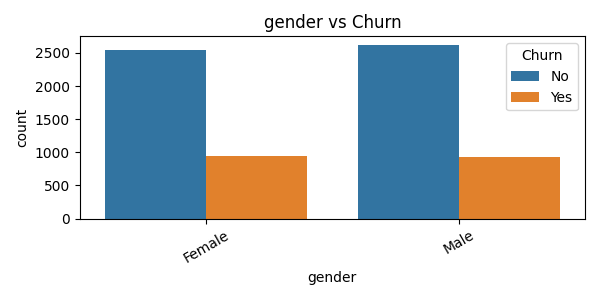 gender vs Churn
Churn
No
Yes
count
2500
2000
1500
1000
500
0
Female
Male
gender